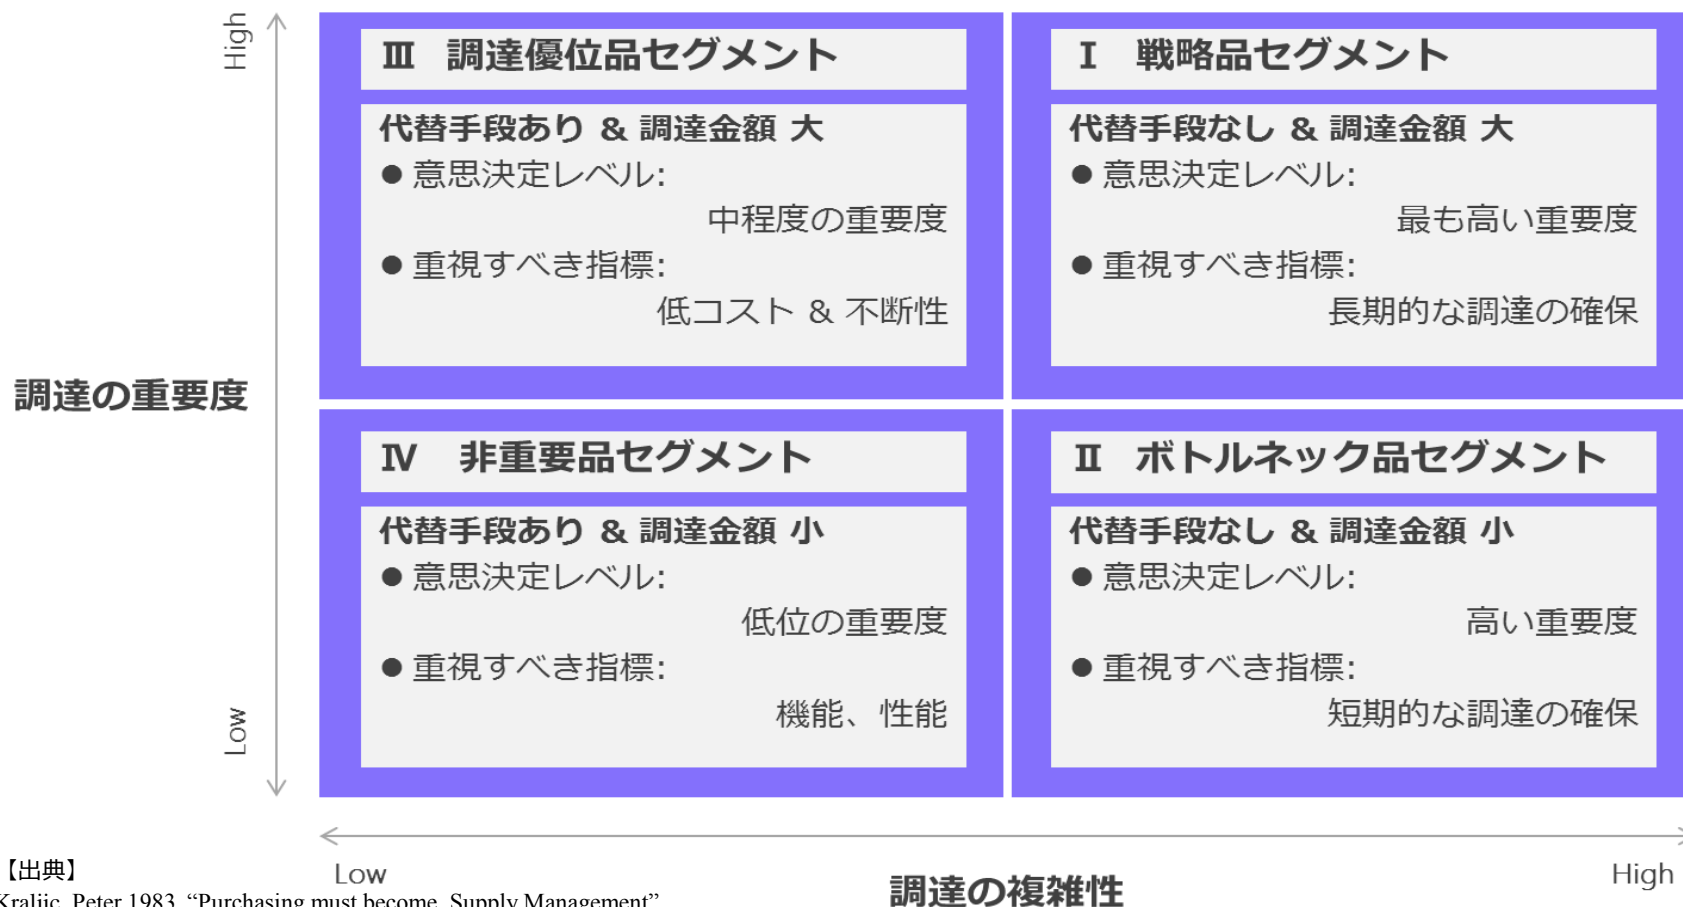 High
Ⅲ 調達優位品セグメント
代替手段あり & 調達金額 大
● 意思決定レベル:
中程度の重要度
● 重視すべき指標:
低コスト & 不断性
Ⅰ 戦略品セグメント
代替手段なし & 調達金額 大
● 意思決定レベル:
最も高い重要度
● 重視すべき指標:
長期的な調達の確保
調達の重要度
Ⅳ 非重要品セグメント
代替手段あり & 調達金額 小
● 意思決定レベル:
低位の重要度
● 重視すべき指標:
機能、性能
Ⅱ ボトルネック品セグメント
代替手段なし & 調達金額 小
● 意思決定レベル:
高い重要度
● 重視すべき指標:
短期的な調達の確保
Low
Low
High
調達の複雑性
【出典】
Kraljic, Peter 1983, “Purchasing must become, Supply Management”